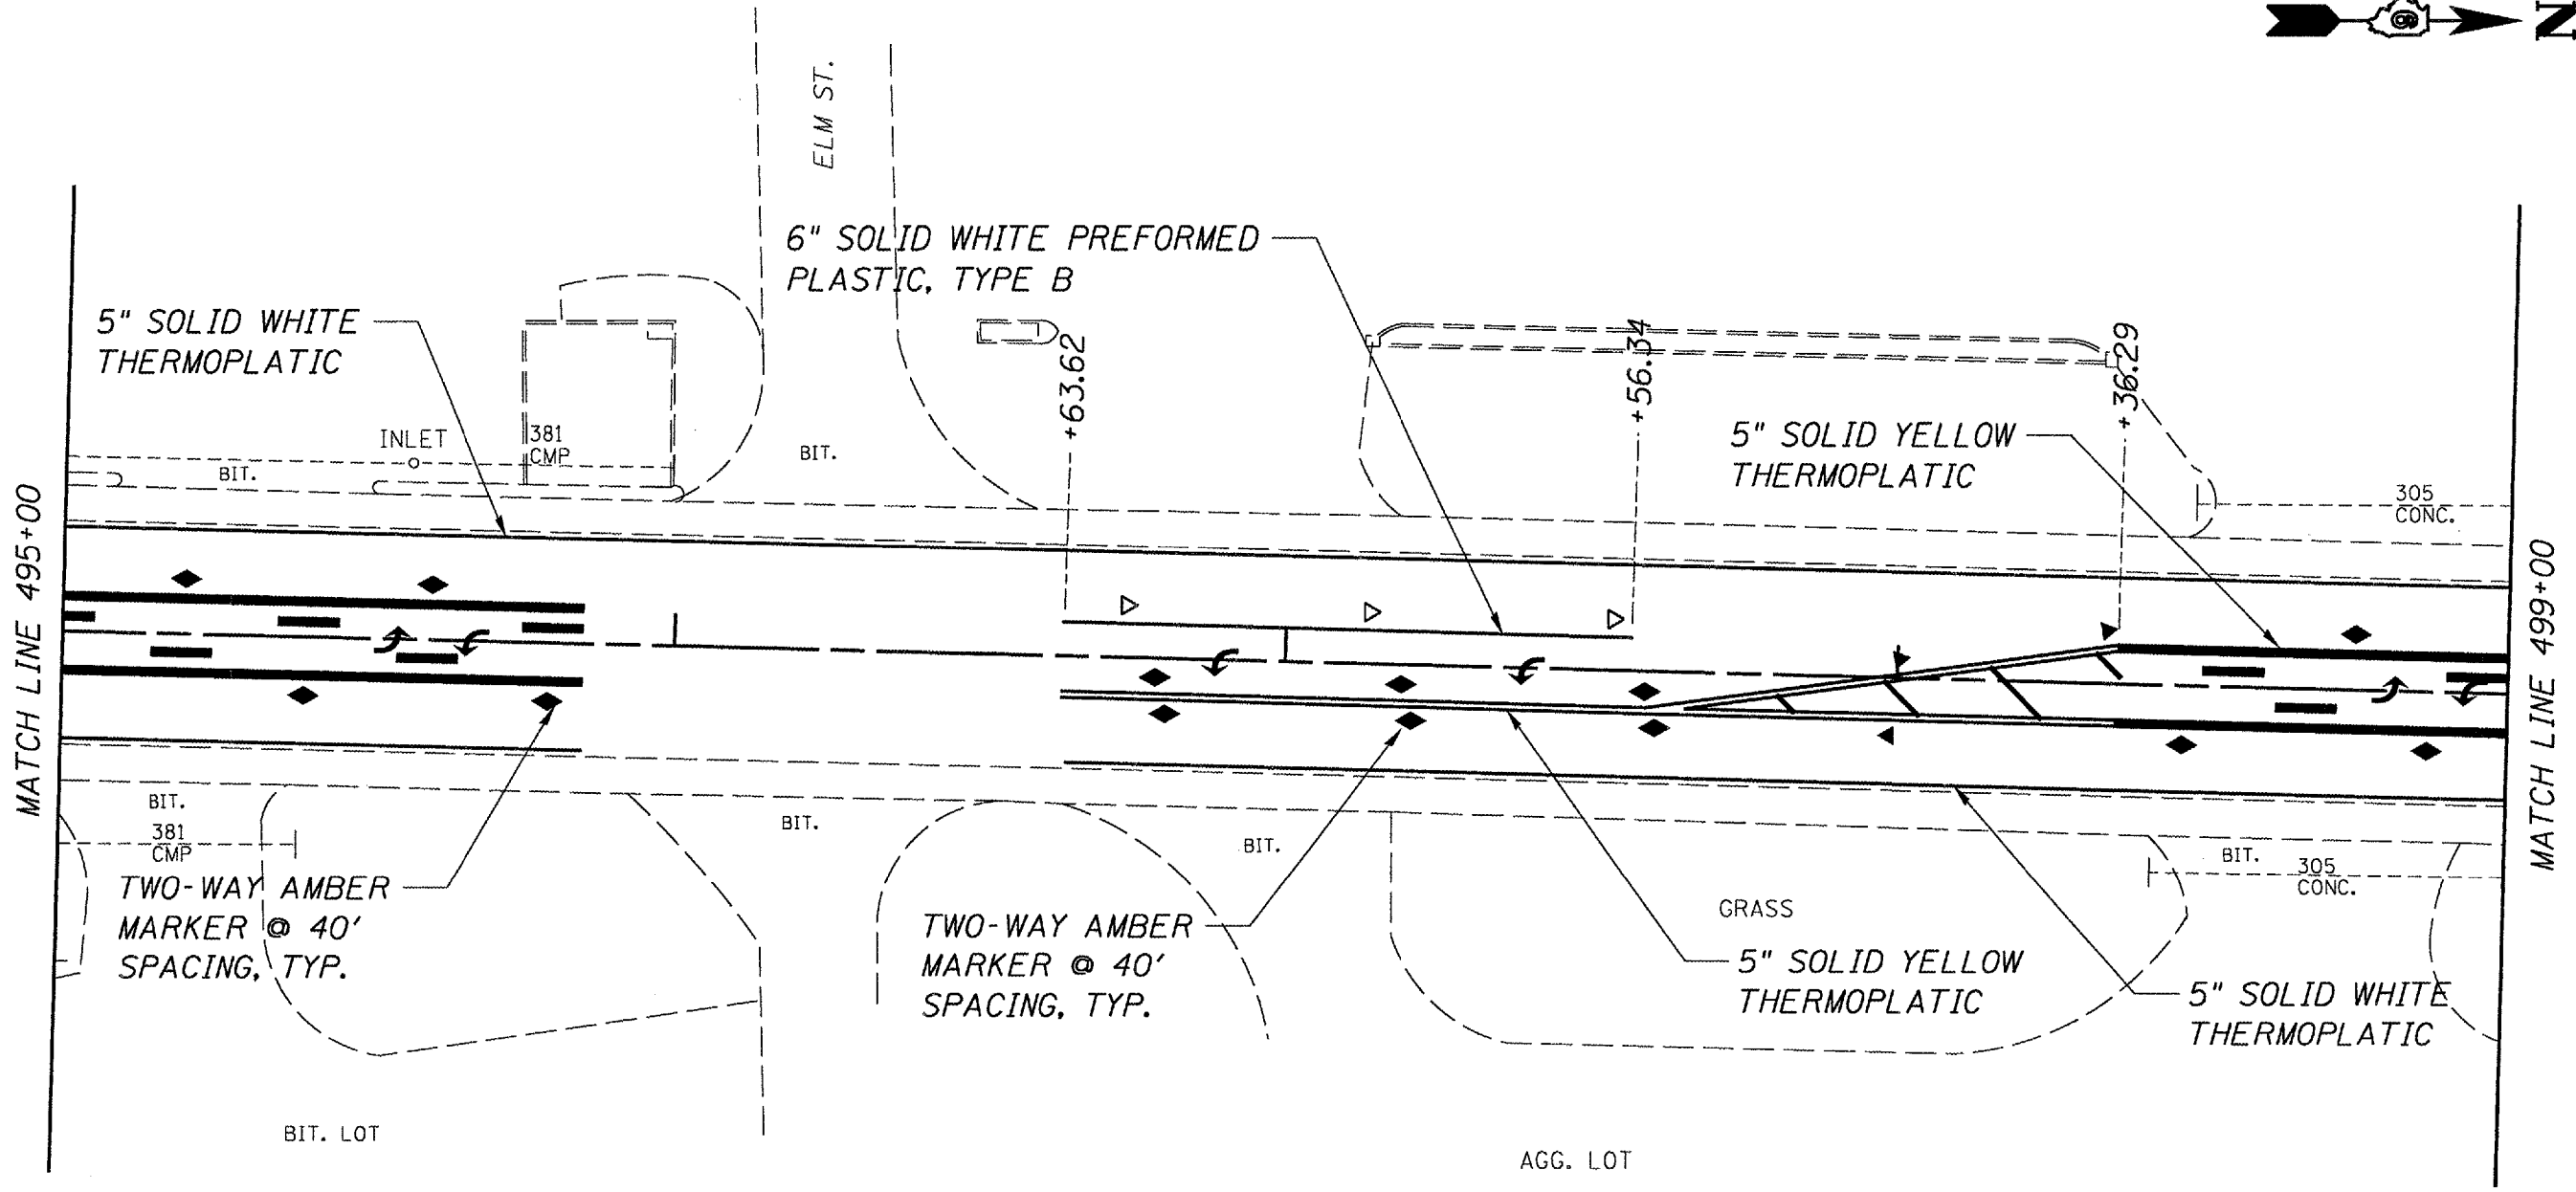 N
ELM ST.
6" SOLID WHITE PREFORMED
PLASTIC, TYPE B
5" SOLID WHITE
THERMOPLATIC
+63.62
+56.34
+36.29
INLET
381
CMP
BIT.
BIT.
5" SOLID YELLOW
THERMOPLATIC
305
CONC.
MATCH LINE 495+00
MATCH LINE 499+00
BIT.
381
CMP
BIT.
BIT.
BIT.
305
CONC.
TWO-WAY AMBER
MARKER @ 40'
SPACING, TYP.
TWO-WAY AMBER
MARKER @ 40'
SPACING, TYP.
GRASS
5" SOLID YELLOW
THERMOPLATIC
5" SOLID WHITE
THERMOPLATIC
BIT. LOT
AGG. LOT